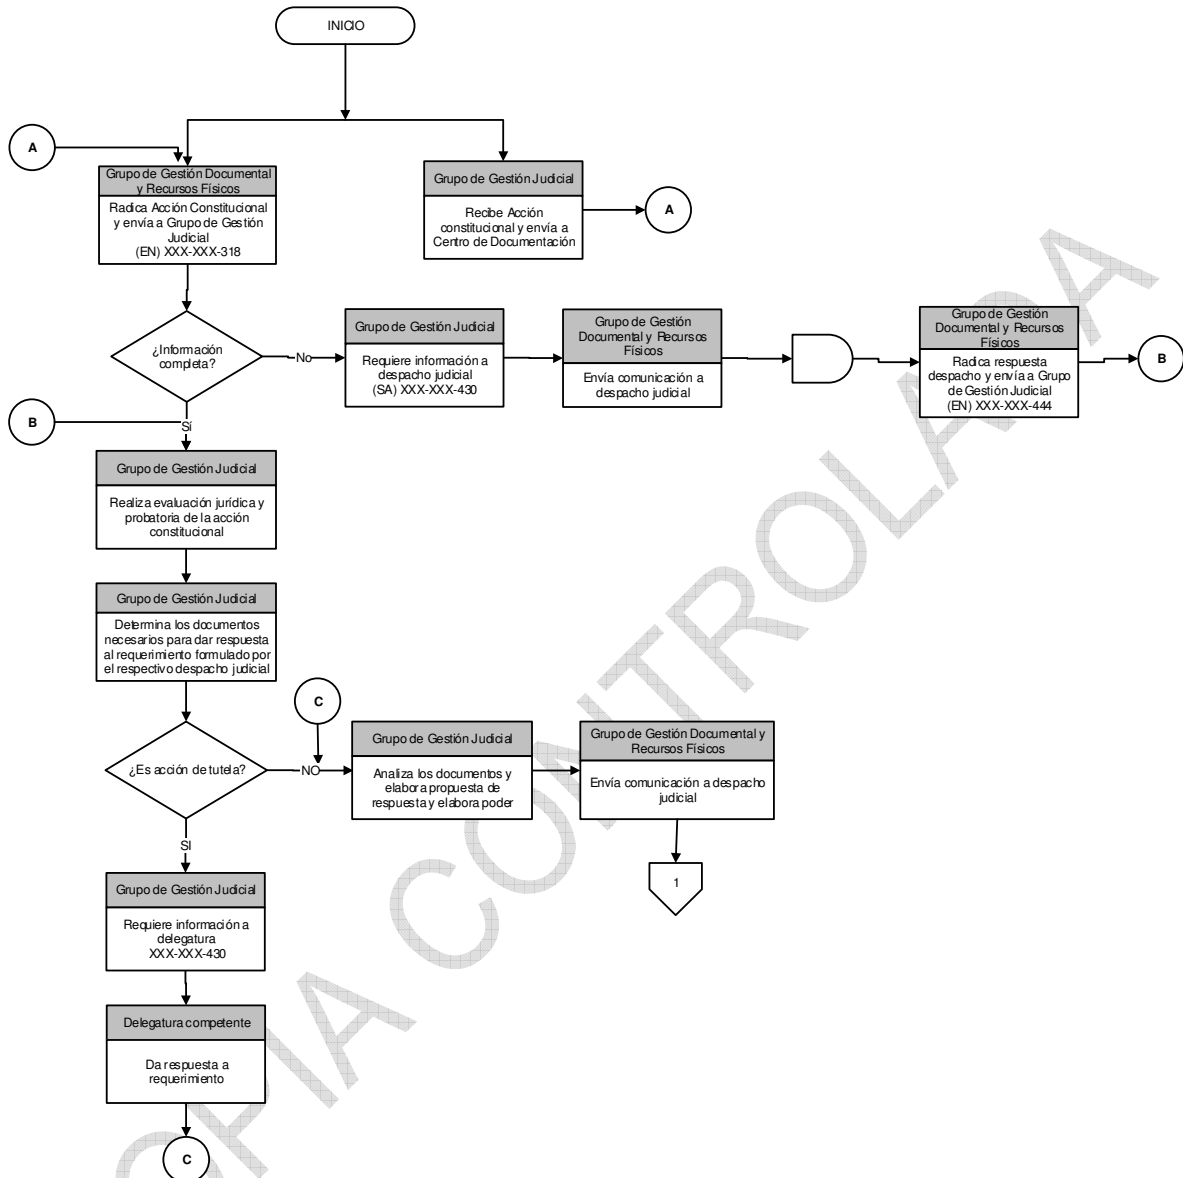 INICIO
A
Grupo de Gestión Documental
y Recursos Físicos
Radica Acción Constitucional
y envía a Grupo de Gestión
Judicial
(EN) XXX-XXX-318
Grupo de Gestión Judicial
Recibe Acción
constitucional y envía a
Centro de Documentación
A
¿Información
completa?
No
Grupo de Gestión Judicial
Requiere información a
despacho judicial
(SA) XXX-XXX-430
Grupo de Gestión
Documental y Recursos
Físicos
Envía comunicación a
despacho judicial
Grupo de Gestión
Documental y Recursos
Físicos
Radica respuesta
despacho y envía a Grupo
de Gestión Judicial
(EN) XXX-XXX-444
B
B
Sí
Grupo de Gestión Judicial
Realiza evaluación jurídica y
probatoria de la acción
constitucional
Grupo de Gestión Judicial
Determina los documentos
necesarios para dar respuesta
al requerimiento formulado por
el respectivo despacho judicial
¿Es acción de tutela?
C
NO
Grupo de Gestión Judicial
Analiza los documentos y
elabora propuesta de
respuesta y elabora poder
Grupo de Gestión Documental y
Recursos Físicos
Envía comunicación a despacho
judicial
1
SI
Grupo de Gestión Judicial
Requiere información a
delegatura
XXX-XXX-430
Delegatura competente
Da respuesta a
requerimiento
C
COPIA CONTROLADA